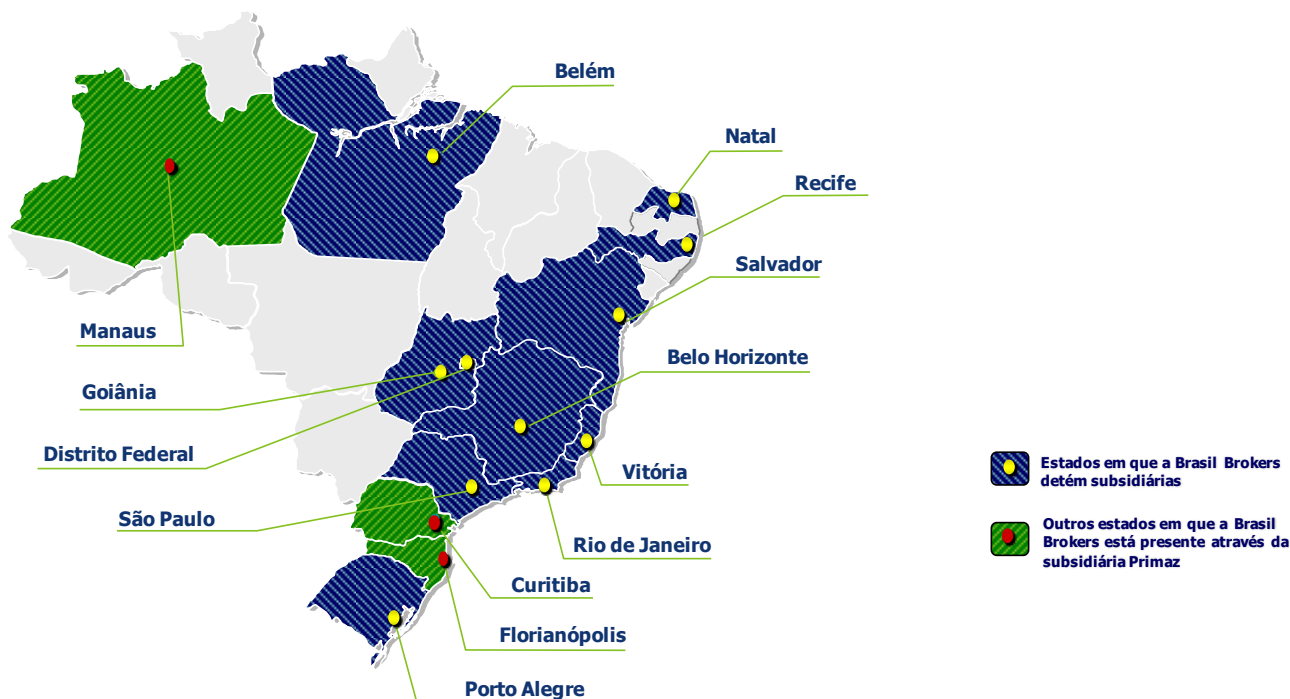 Belém
Natal
Recife
Salvador
Manaus
Belo Horizonte
Goiânia
Distrito Federal
Vitória
São Paulo
Rio de Janeiro
Curitiba
Florianópolis
Porto Alegre
Estados em que a Brasil Brokers
detém subsidiárias
Outros estados em que a Brasil
Brokers está presente através da
subsidiária Primaz